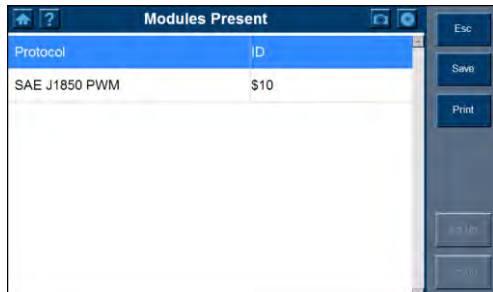 ? Modules Present
Esc
Protocol ID
Save
SAE J1850 PWM $10
Print